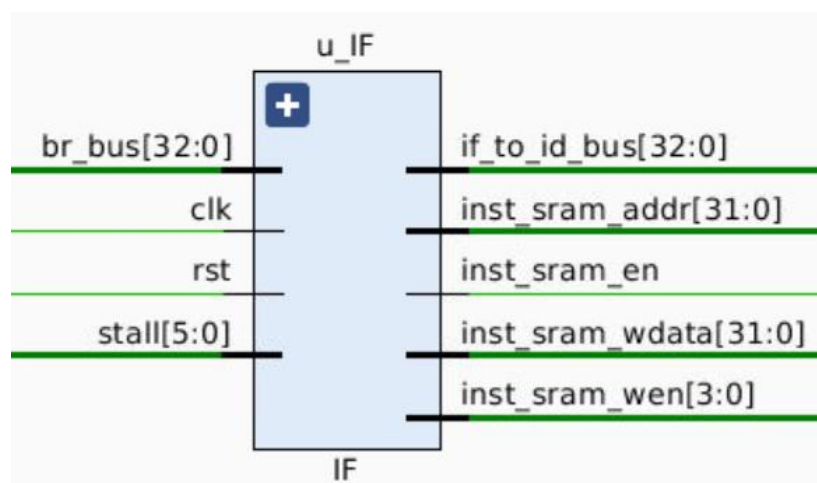 u_IF
br_bus[32:0]
clk
rst
stall[5:0]
if_to_id_bus[32:0]
inst_sram_addr[31:0]
inst_sram_en
inst_sram_wdata[31:0]
inst_sram_wen[3:0]
IF